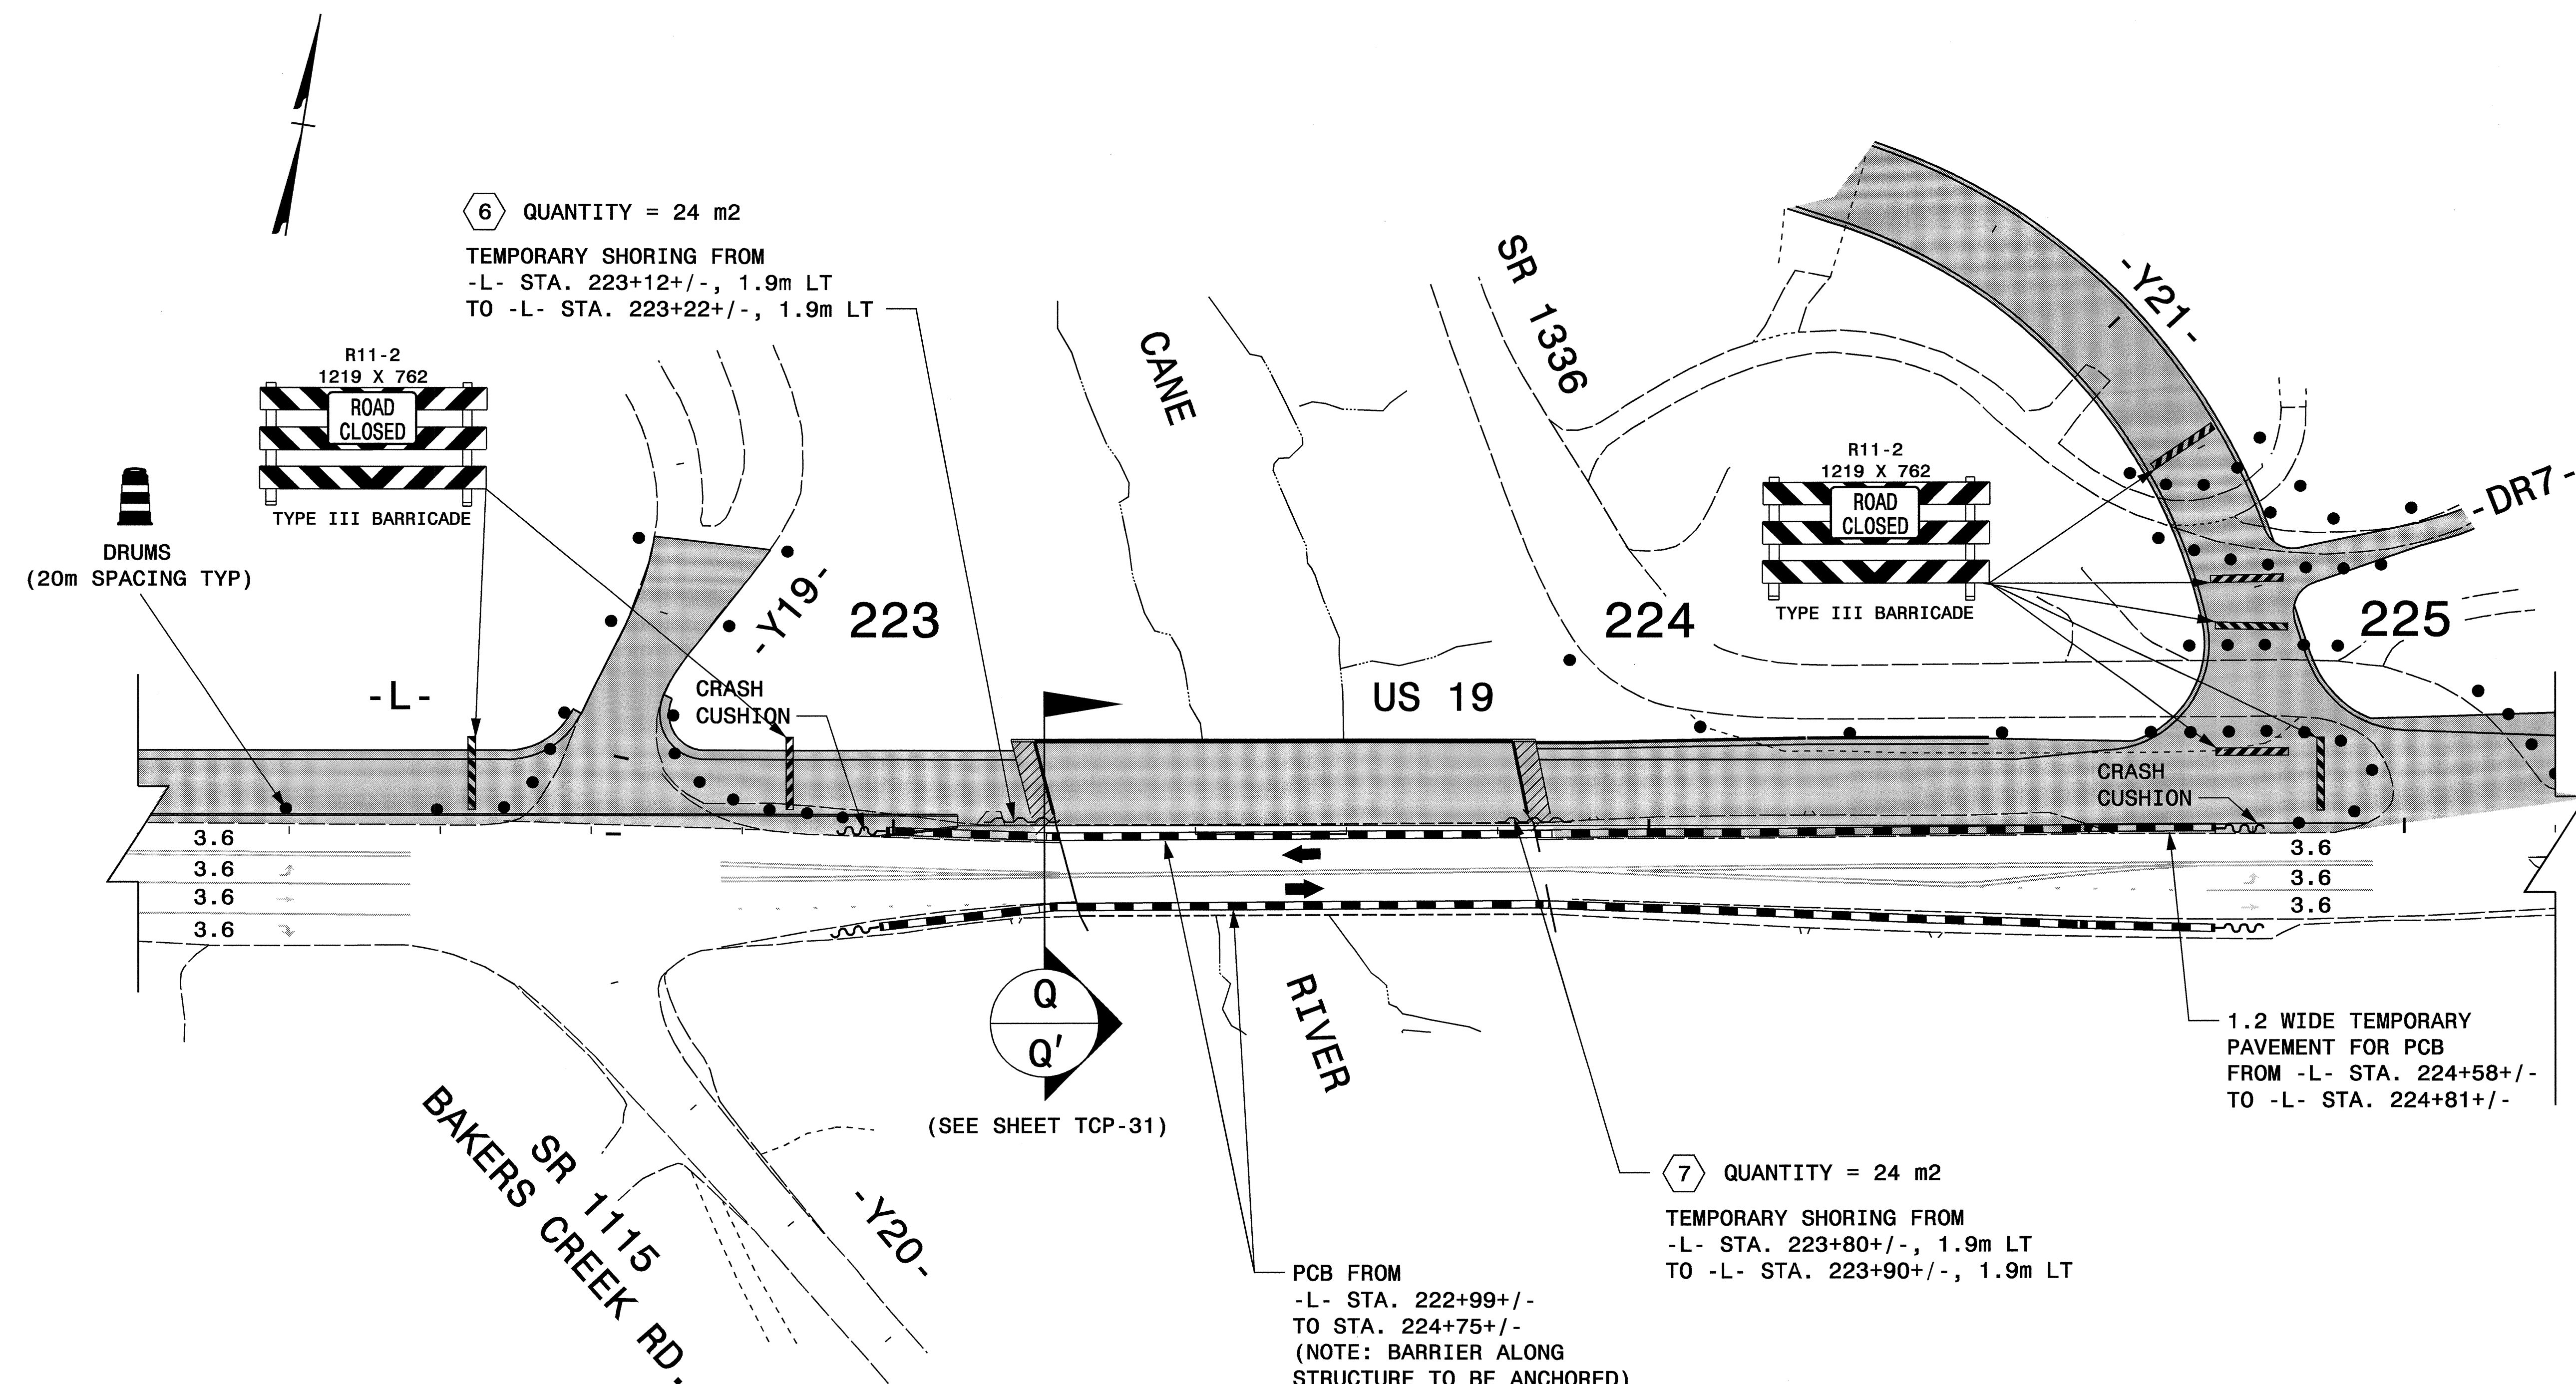 6 QUANTITY = 24 m2
TEMPORARY SHORING FROM
-L- STA. 223+12+/-, 1.9m LT
TO -L- STA. 223+22+/-, 1.9m LT
R11-2
1219 X 762
ROAD
CLOSED
TYPE III BARRICADE
DRUMS
(20m SPACING TYP)
-Y19-
223
-L-
CRASH
CUSHION
CANE
SR 1336
US 19
224
R11-2
1219 X 762
ROAD
CLOSED
TYPE III BARRICADE
-Y21-
-DR7-
225
CRASH
CUSHION
3.6
3.6
3.6
3.6
3.6
3.6
3.6
Q
Q'
(SEE SHEET TCP-31)
RIVER
1.2 WIDE TEMPORARY
PAVEMENT FOR PCB
FROM -L- STA. 224+58+/-
TO -L- STA. 224+81+/-
SR 1115
BAKERS CREEK RD.
-Y20-
7 QUANTITY = 24 m2
TEMPORARY SHORING FROM
-L- STA. 223+80+/-, 1.9m LT
TO -L- STA. 223+90+/-, 1.9m LT
PCB FROM
-L- STA. 222+99+/-
TO STA. 224+75+/-
(NOTE: BARRIER ALONG
STRUCTURE TO BE ANCHORED)